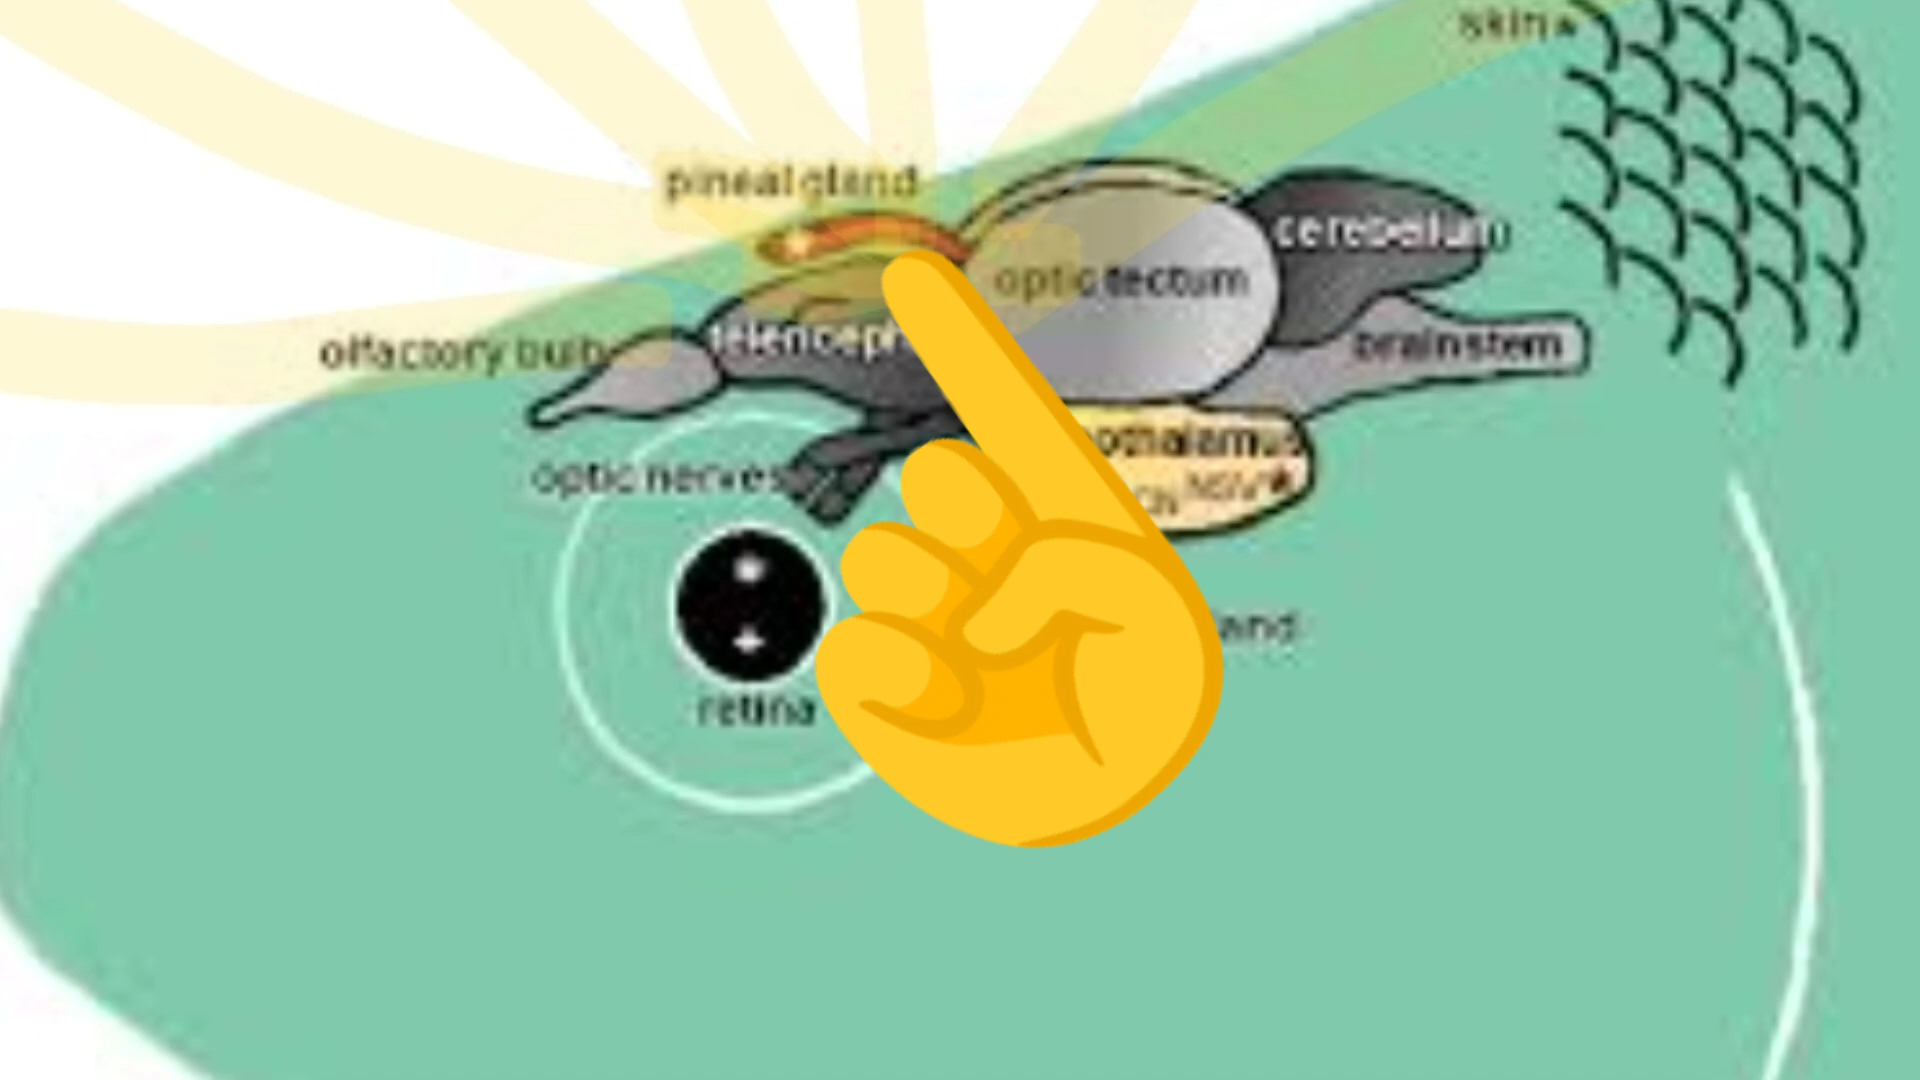 skin
pineal gland
cerebellum
optic tectum
olfactory bulb
brainstem
optic nerves
retina